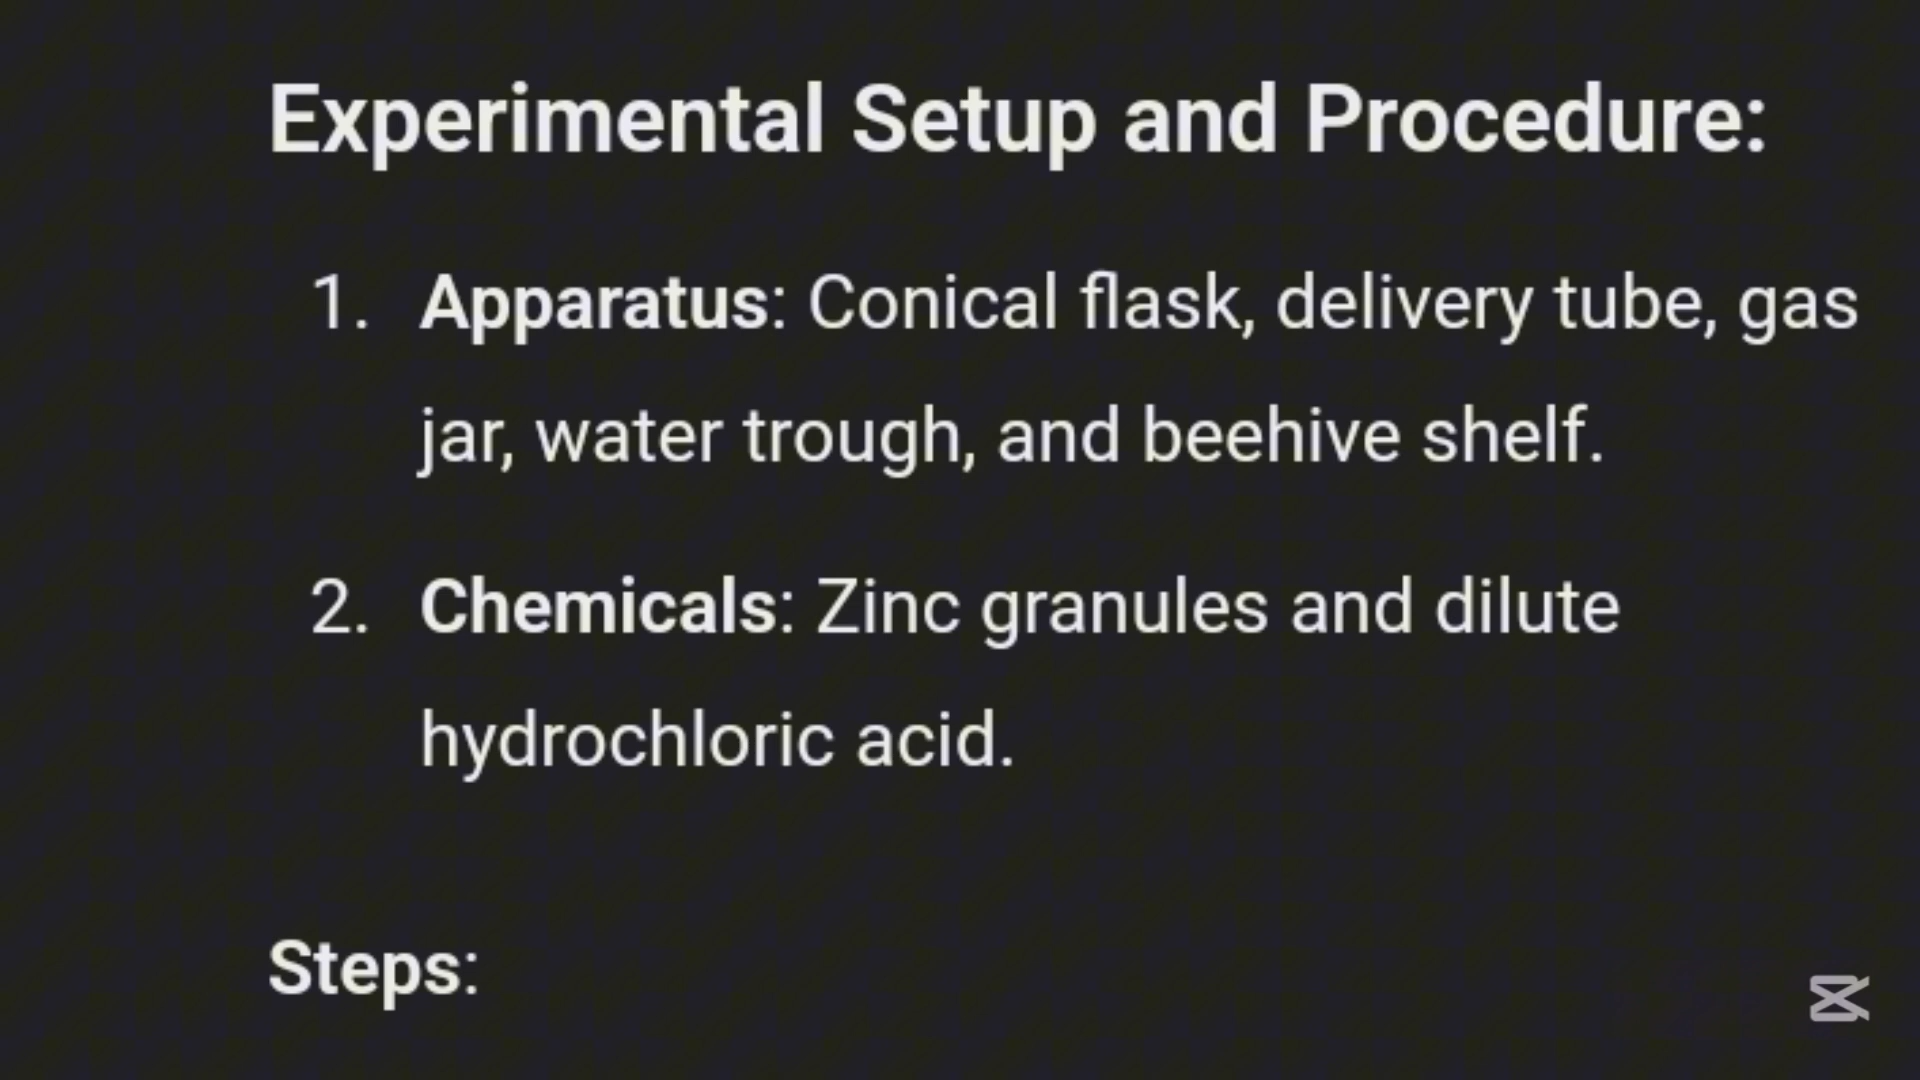 Experimental Setup and Procedure:
1. Apparatus: Conical flask, delivery tube, gas
jar, water trough, and beehive shelf.
2. Chemicals: Zinc granules and dilute
hydrochloric acid.
Steps: